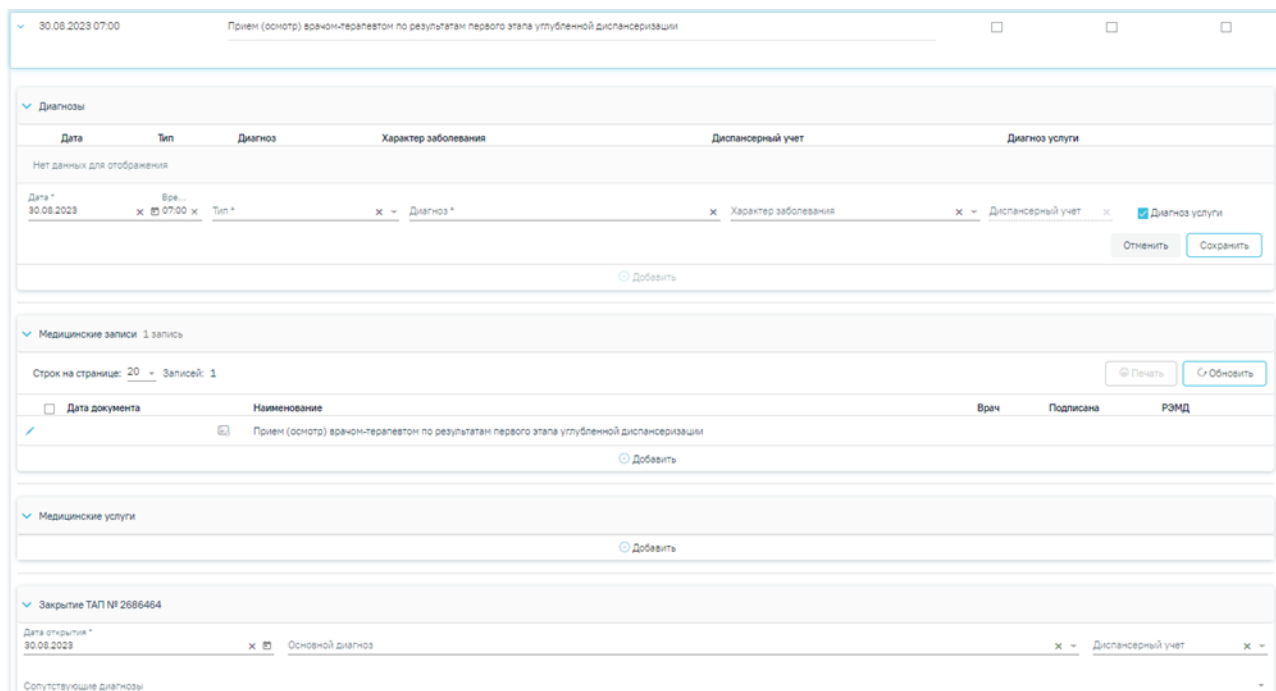 30.08.2023 07:00 Прием (осмотр) врачом-терапевтом по результатам первого этапа углубленной диспансеризации
Диагнозы
Дата Тип Диагноз Характер заболевания Диспансерный учет Диагноз услуги
Нет данных для отображения
Дата * Вре...
30.08.2023 07:00 Тип * Диагноз * Характер заболевания Диспансерный учет Диагноз услуги
Отменить Сохранить
Добавить
Медицинские записи 1 запись
Строк на странице: 20 Записей: 1 Печать Обновить
Дата документа Наименование Врач Подписана РЭМД
Прием (осмотр) врачом-терапевтом по результатам первого этапа углубленной диспансеризации
Добавить
Медицинские услуги
Добавить
Закрытие ТАП № 2686464
Дата открытия *
30.08.2023 Основной диагноз Диспансерный учет
Сопутствующие диагнозы